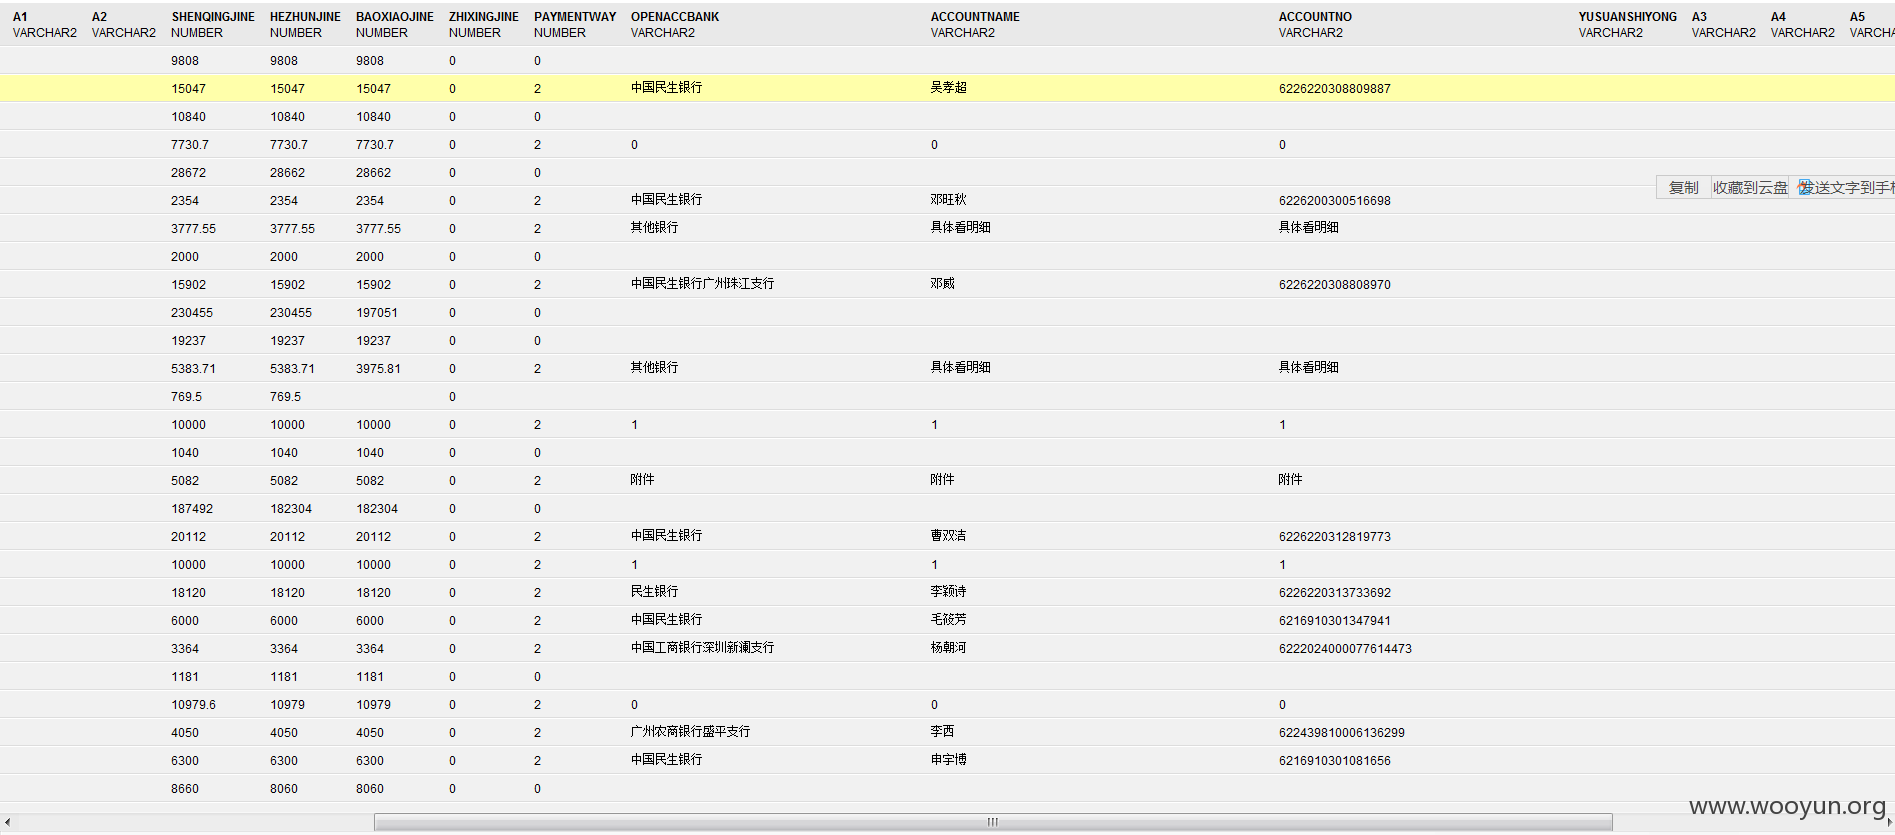 A1 A2 SHENQINGJINE HEZHUNJINE BAOXIAOJINE ZHIXINGJINE PAYMENTWAY OPENACCBANK ACCOUNTNAME ACCOUNTNO YUSUANSHIYONG A3 A4 A5
VARCHAR2 VARCHAR2 NUMBER NUMBER NUMBER NUMBER NUMBER VARCHAR2 VARCHAR2 VARCHAR2 VARCHAR2 VARCHAR2 VARCHAR2
9808 9808 9808 0 0
15047 15047 15047 0 2 中国民生银行 吴孝超 6226220308809887
10840 10840 10840 0 0
7730.7 7730.7 7730.7 0 2 0 0 0
28672 28662 28662 0 0
复制 收藏到云盘
2354 2354 2354 0 2 中国民生银行 邓旺秋 6226200300516698
3777.55 3777.55 3777.55 0 2 其他银行 具体看明细 具体看明细
2000 2000 2000 0 0
15902 15902 15902 0 2 中国民生银行广州珠江支行 邓威 6226220308808970
230455 230455 197051 0 0
19237 19237 19237 0 0
5383.71 5383.71 3975.81 0 2 其他银行 具体看明细 具体看明细
769.5 769.5 0
10000 10000 10000 0 2 1 1 1
1040 1040 1040 0 0
5082 5082 5082 0 2 附件 附件 附件
187492 182304 182304 0 0
20112 20112 20112 0 2 中国民生银行 曹双洁 6226220312819773
10000 10000 10000 0 2 1 1 1
18120 18120 18120 0 2 民生银行 李颖诗 6226220313733692
6000 6000 6000 0 2 中国民生银行 毛筱芳 6216910301347941
3364 3364 3364 0 2 中国工商银行深圳新澜支行 杨朝河 6222024000077614473
1181 1181 1181 0 0
10979.6 10979 10979 0 2 0 0 0
4050 4050 4050 0 2 广州农商银行盛平支行 李西 622439810006136299
6300 6300 6300 0 2 中国民生银行 申宇博 6216910301081656
8660 8060 8060 0 0
www.wooyun.org